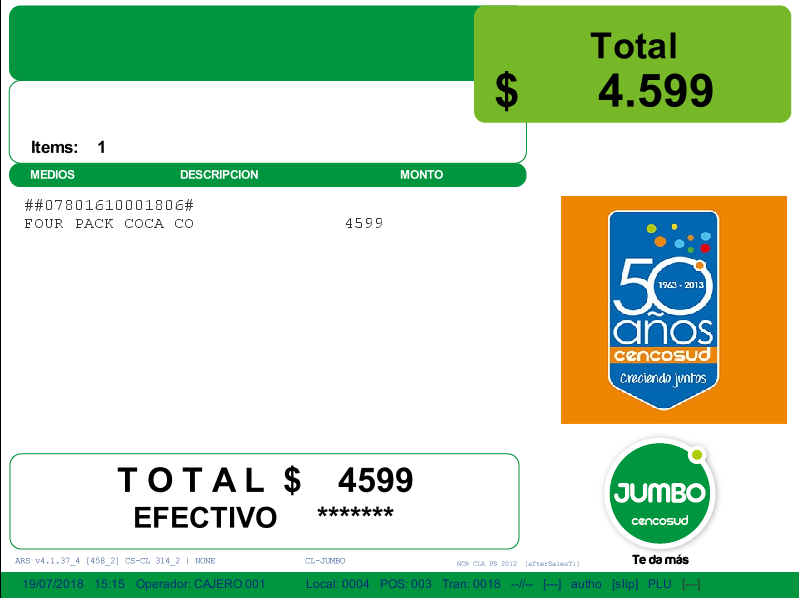 Total
$ 4.599
Items: 1
MEDIOS DESCRIPCION MONTO
##07801610001806#
FOUR PACK COCA CO 4599
50
1963 - 2013
años
cencosud
Creciendo juntos
TOTAL $ 4599
EFECTIVO *******
JUMBO
cencosud
Te da más
ARS v4.1.37_4 [458_2] CS-CL 314_2 | NONE CL-JUMBO NCR CLA PS 2012 [afterSalesTl]
19/07/2018 15:15 Operador: CAJERO 001 Local: 0004 POS: 003 Tran: 0018 --//-- [---] autho [slip] PLU [---]